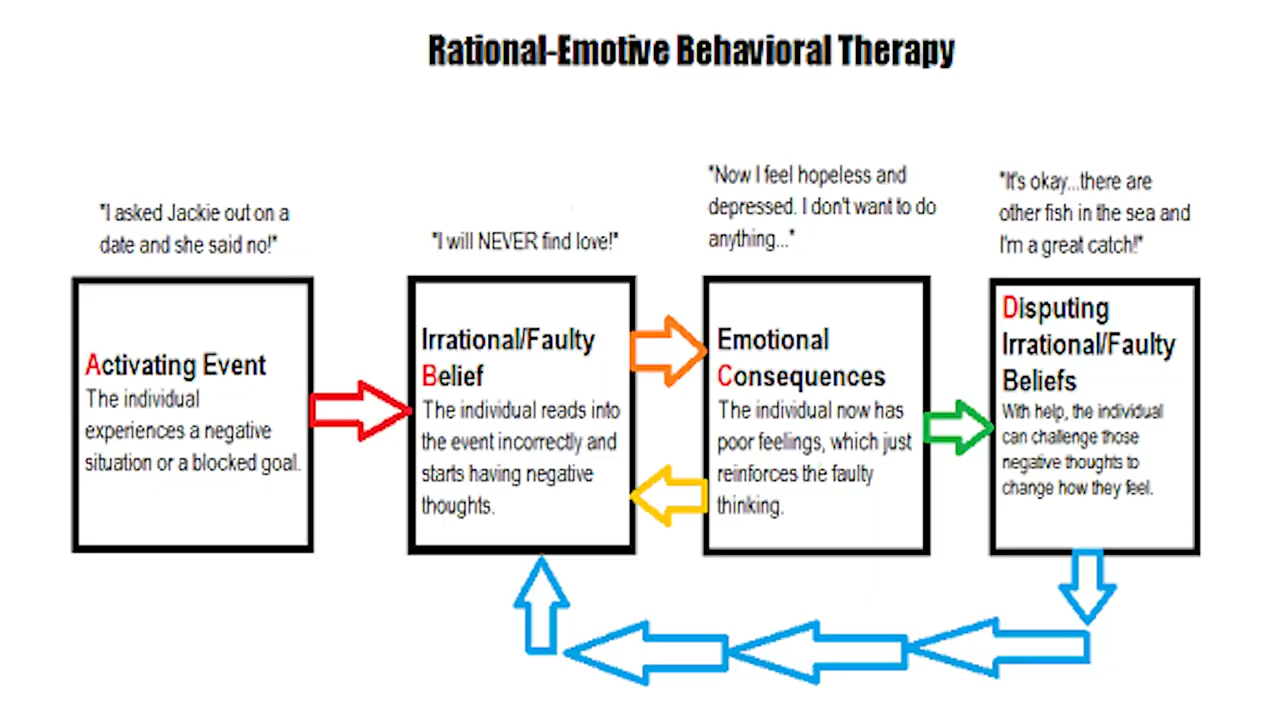 Rational-Emotive Behavioral Therapy
"I asked Jackie out on a
date and she said no!"
Activating Event
The individual
experiences a negative
situation or a blocked goal.
"I will NEVER find love!"
Irrational/Faulty
Belief
The individual reads into
the event incorrectly and
starts having negative
thoughts.
"Now I feel hopeless and
depressed. I don't want to do
anything..."
Emotional
Consequences
The individual now has
poor feelings, which just
reinforces the faulty
thinking.
"It's okay...there are
other fish in the sea and
I'm a great catch!"
Disputing
Irrational/Faulty
Beliefs
With help, the individual
can challenge those
negative thoughts to
change how they feel.